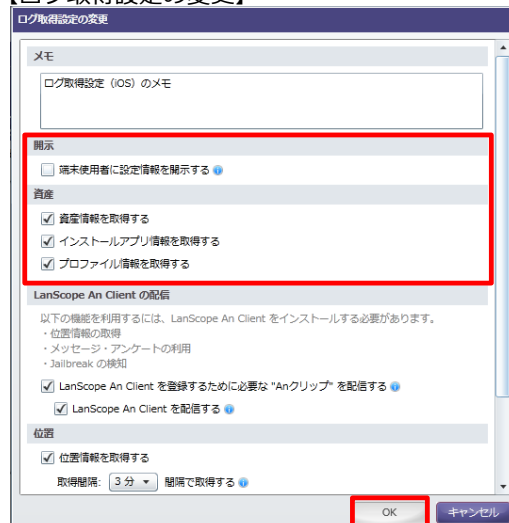 【ログ取得設定の変更】
ログ取得設定の変更
メモ
ログ取得設定（iOS）のメモ
開示
端末使用者に設定情報を開示する
資産
資産情報を取得する
インストールアプリ情報を取得する
プロファイル情報を取得する
LanScope An Client の配信
以下の機能を利用するには、LanScope An Client をインストールする必要があります。
・位置情報の取得
・メッセージ・アンケートの利用
・Jailbreak の検知
LanScope An Client を登録するために必要な "Anクリップ" を配信する
LanScope An Client を配信する
位置
位置情報を取得する
取得間隔: 3 分 間隔で取得する
OK キャンセル